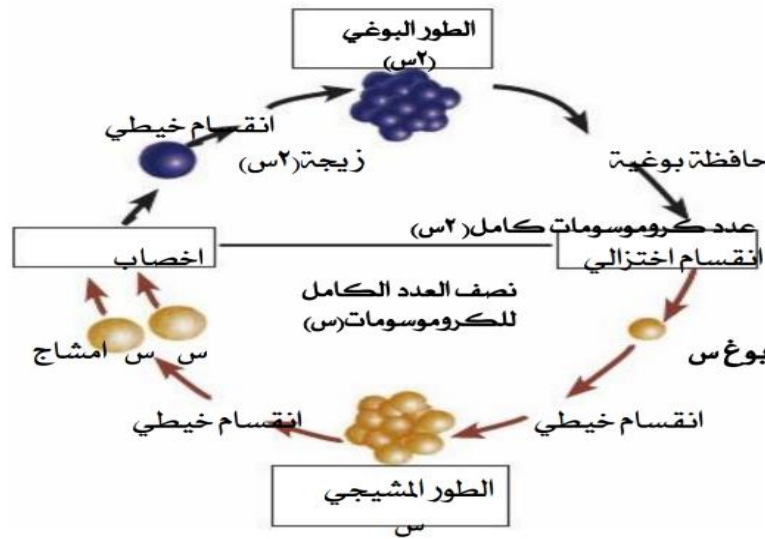 الطور البوغي
(٢س)
انقسام خيطي
زيجة(٢س)
حافظة بوغية
عدد كروموسومات كامل(٢س)
اخصاب
انقسام اختزالي
نصف العدد الكامل
للكروموسومات(س)
س س امشاج
بوغ س
انقسام خيطي
انقسام خيطي
الطور المشيجي
س